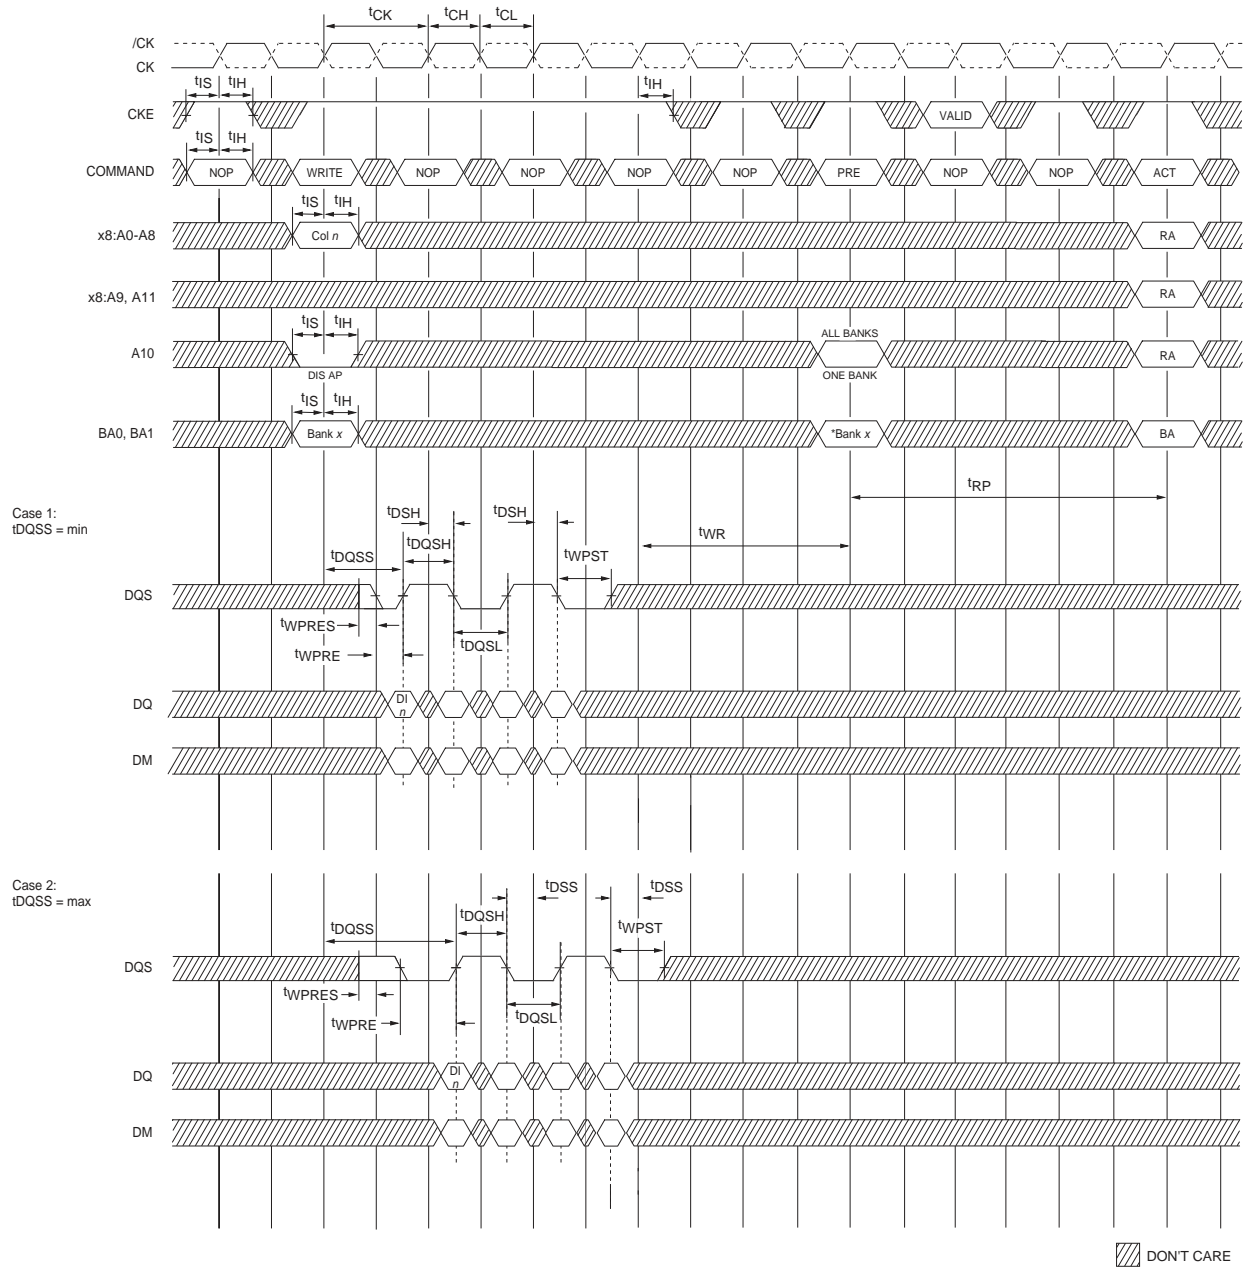 tCK tCH tCL
/CK
CK
tIS tIH tIH
CKE VALID
tIS tIH
COMMAND NOP WRITE NOP NOP NOP NOP PRE NOP NOP ACT
tIS tIH
x8:A0-A8 Col n RA
x8:A9, A11 RA
tIS tIH ALL BANKS
A10 RA
DIS AP ONE BANK
tIS tIH
BA0, BA1 Bank x *Bank x BA
tRP
Case 1:
tDQSS = min
tDSH tDSH
tDQSS tDQSH tWPST tWR
DQS
tWPRES tDQSL
tWPRE
DQ DI
n
DM
Case 2:
tDQSS = max
tDSS tDSS
tDQSS tDQSH tWPST
DQS
tWPRES tDQSL
tWPRE
DQ DI
n
DM
DON'T CARE